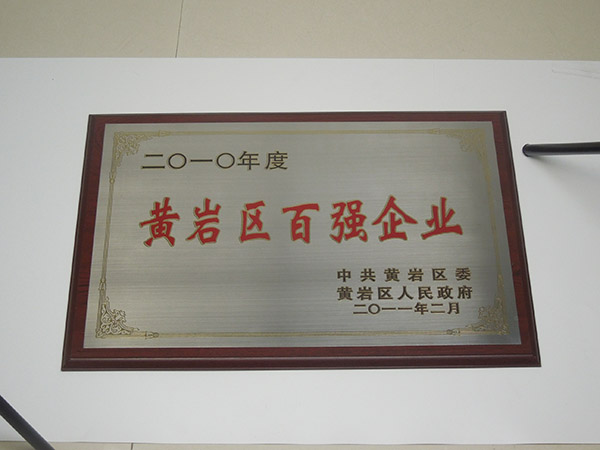 二〇一〇年度
黄岩区百强企业
中共黄岩区委
黄岩区人民政府
二〇一一年二月